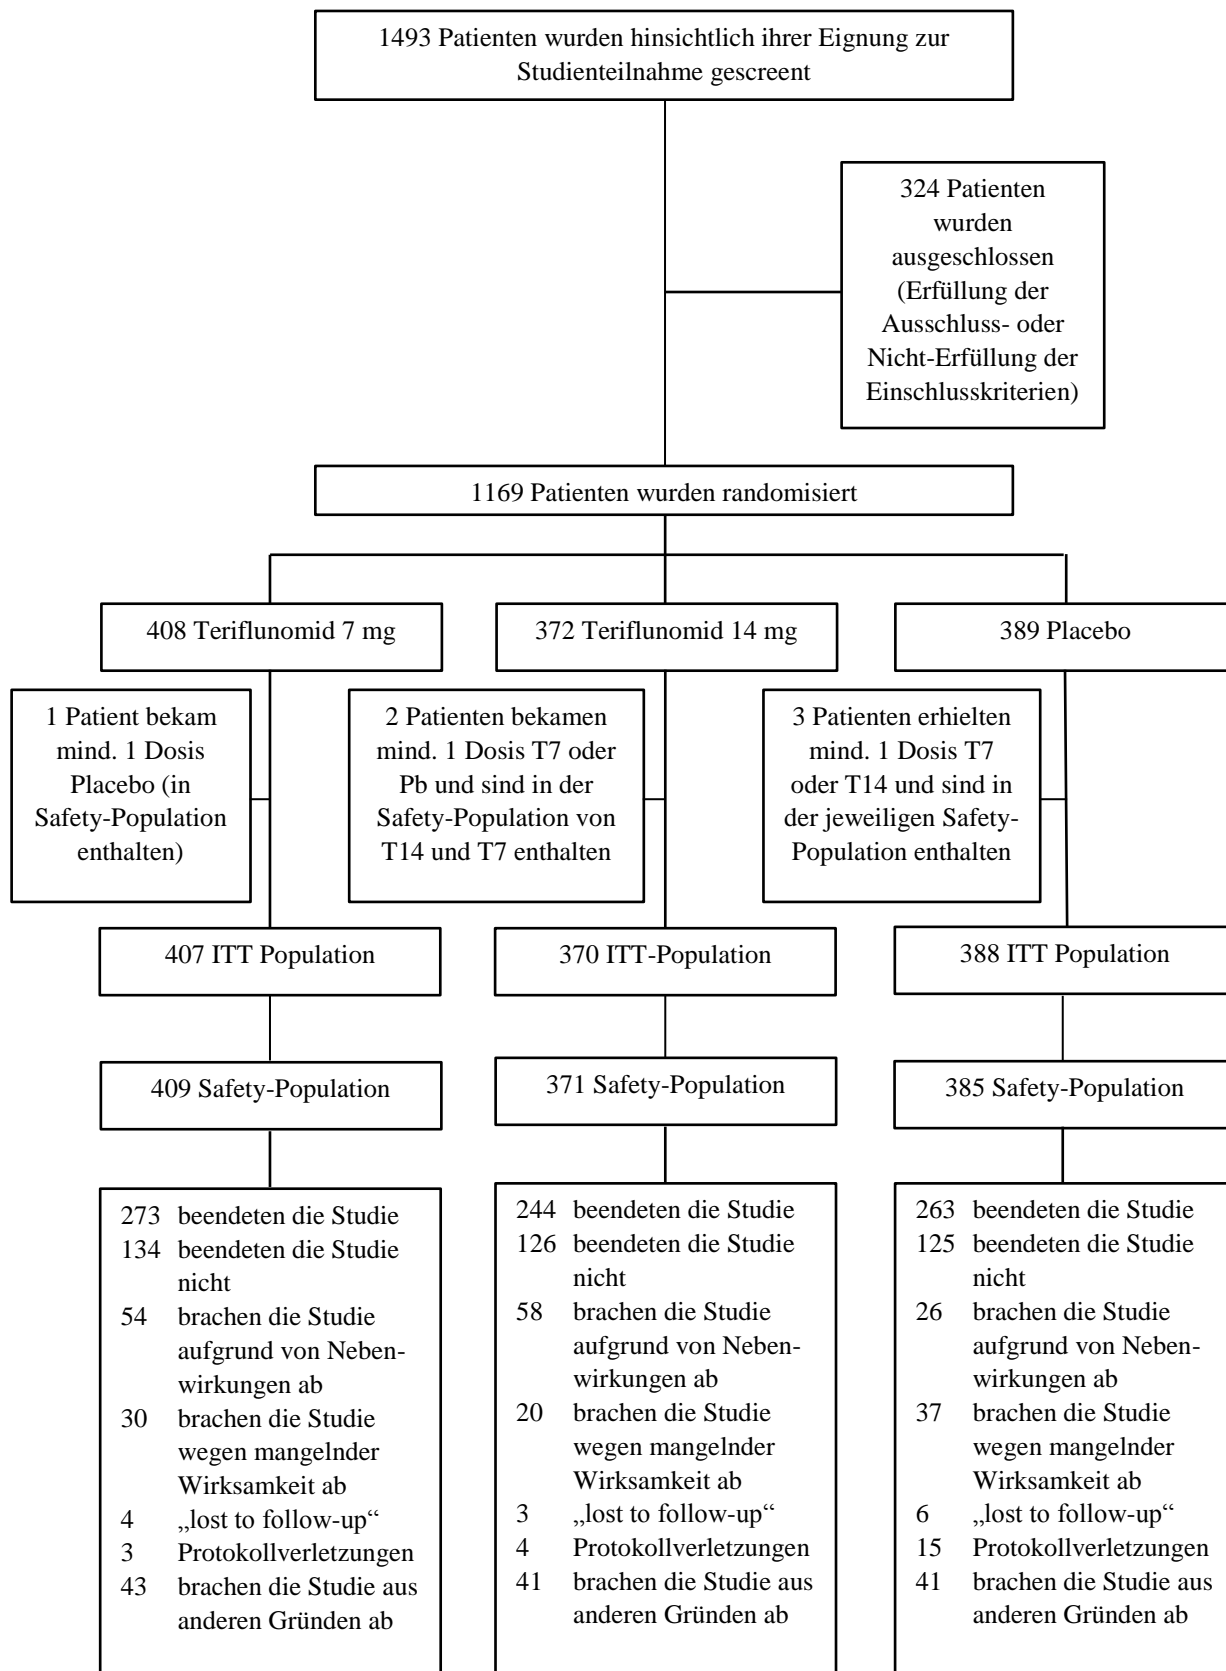 1493 Patienten wurden hinsichtlich ihrer Eignung zur
Studienteilnahme gescreent
324 Patienten
wurden
ausgeschlossen
(Erfüllung der
Ausschluss- oder
Nicht-Erfüllung der
Einschlusskriterien)
1169 Patienten wurden randomisiert
408 Teriflunomid 7 mg
372 Teriflunomid 14 mg
389 Placebo
1 Patient bekam
mind. 1 Dosis
Placebo (in
Safety-Population
enthalten)
2 Patienten bekamen
mind. 1 Dosis T7 oder
Pb und sind in der
Safety-Population von
T14 und T7 enthalten
3 Patienten erhielten
mind. 1 Dosis T7
oder T14 und sind in
der jeweiligen Safety-
Population enthalten
407 ITT Population
370 ITT-Population
388 ITT Population
409 Safety-Population
371 Safety-Population
385 Safety-Population
273 beendeten die Studie
134 beendeten die Studie
nicht
54 brachen die Studie
aufgrund von Neben-
wirkungen ab
30 brachen die Studie
wegen mangelnder
Wirksamkeit ab
4 „lost to follow-up“
3 Protokollverletzungen
43 brachen die Studie aus
anderen Gründen ab
244 beendeten die Studie
126 beendeten die Studie
nicht
58 brachen die Studie
aufgrund von Neben-
wirkungen ab
20 brachen die Studie
wegen mangelnder
Wirksamkeit ab
3 „lost to follow-up“
4 Protokollverletzungen
41 brachen die Studie aus
anderen Gründen ab
263 beendeten die Studie
125 beendeten die Studie
nicht
26 brachen die Studie
aufgrund von Neben-
wirkungen ab
37 brachen die Studie
wegen mangelnder
Wirksamkeit ab
6 „lost to follow-up“
15 Protokollverletzungen
41 brachen die Studie aus
anderen Gründen ab